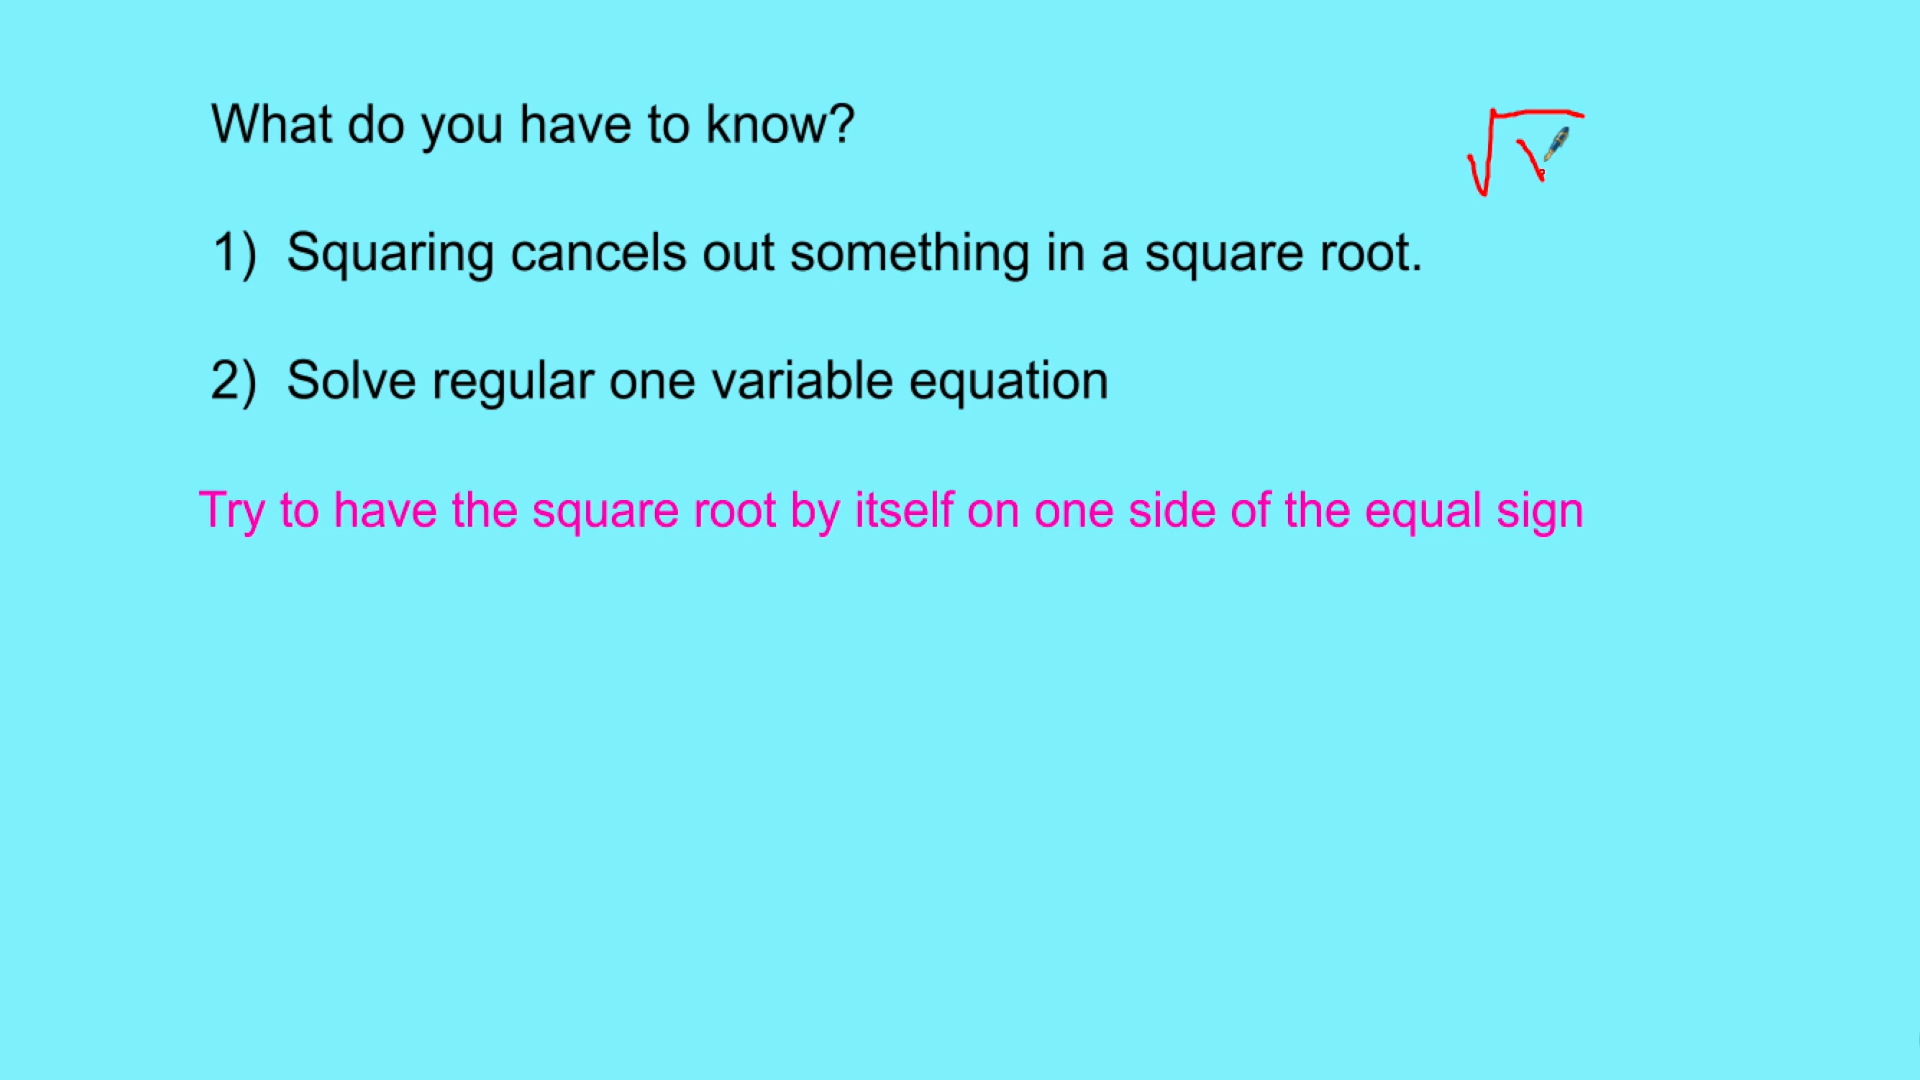 What do you have to know?
1) Squaring cancels out something in a square root.
2) Solve regular one variable equation
Try to have the square root by itself on one side of the equal sign